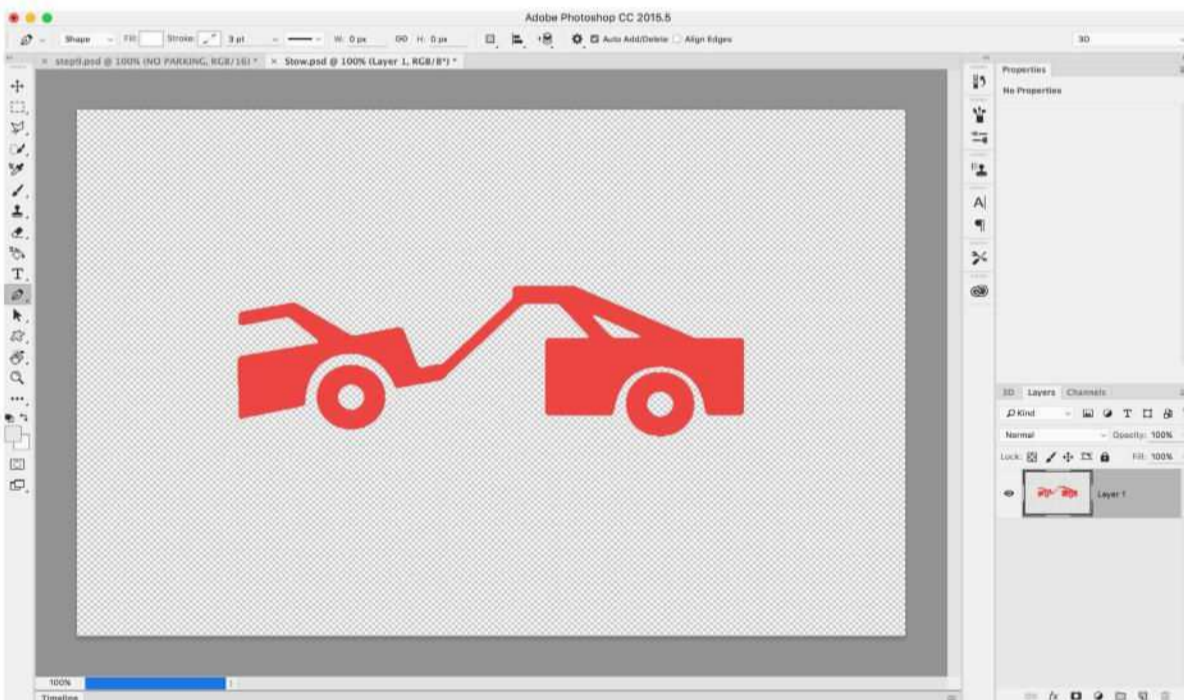 Adobe Photoshop CC 2015.5
Shape Fill: Stroke: 3 pt W: 0 px H: 0 px Auto Add/Delete Align Edges 3D
× step9.psd @ 100% (NO PARKING, RGB/16) * × Stow.psd @ 100% (Layer 1, RGB/8*) *
Properties
No Properties
3D Layers Channels
Kind
Normal Opacity: 100%
Lock: Fill: 100%
Layer 1
100%
Timeline